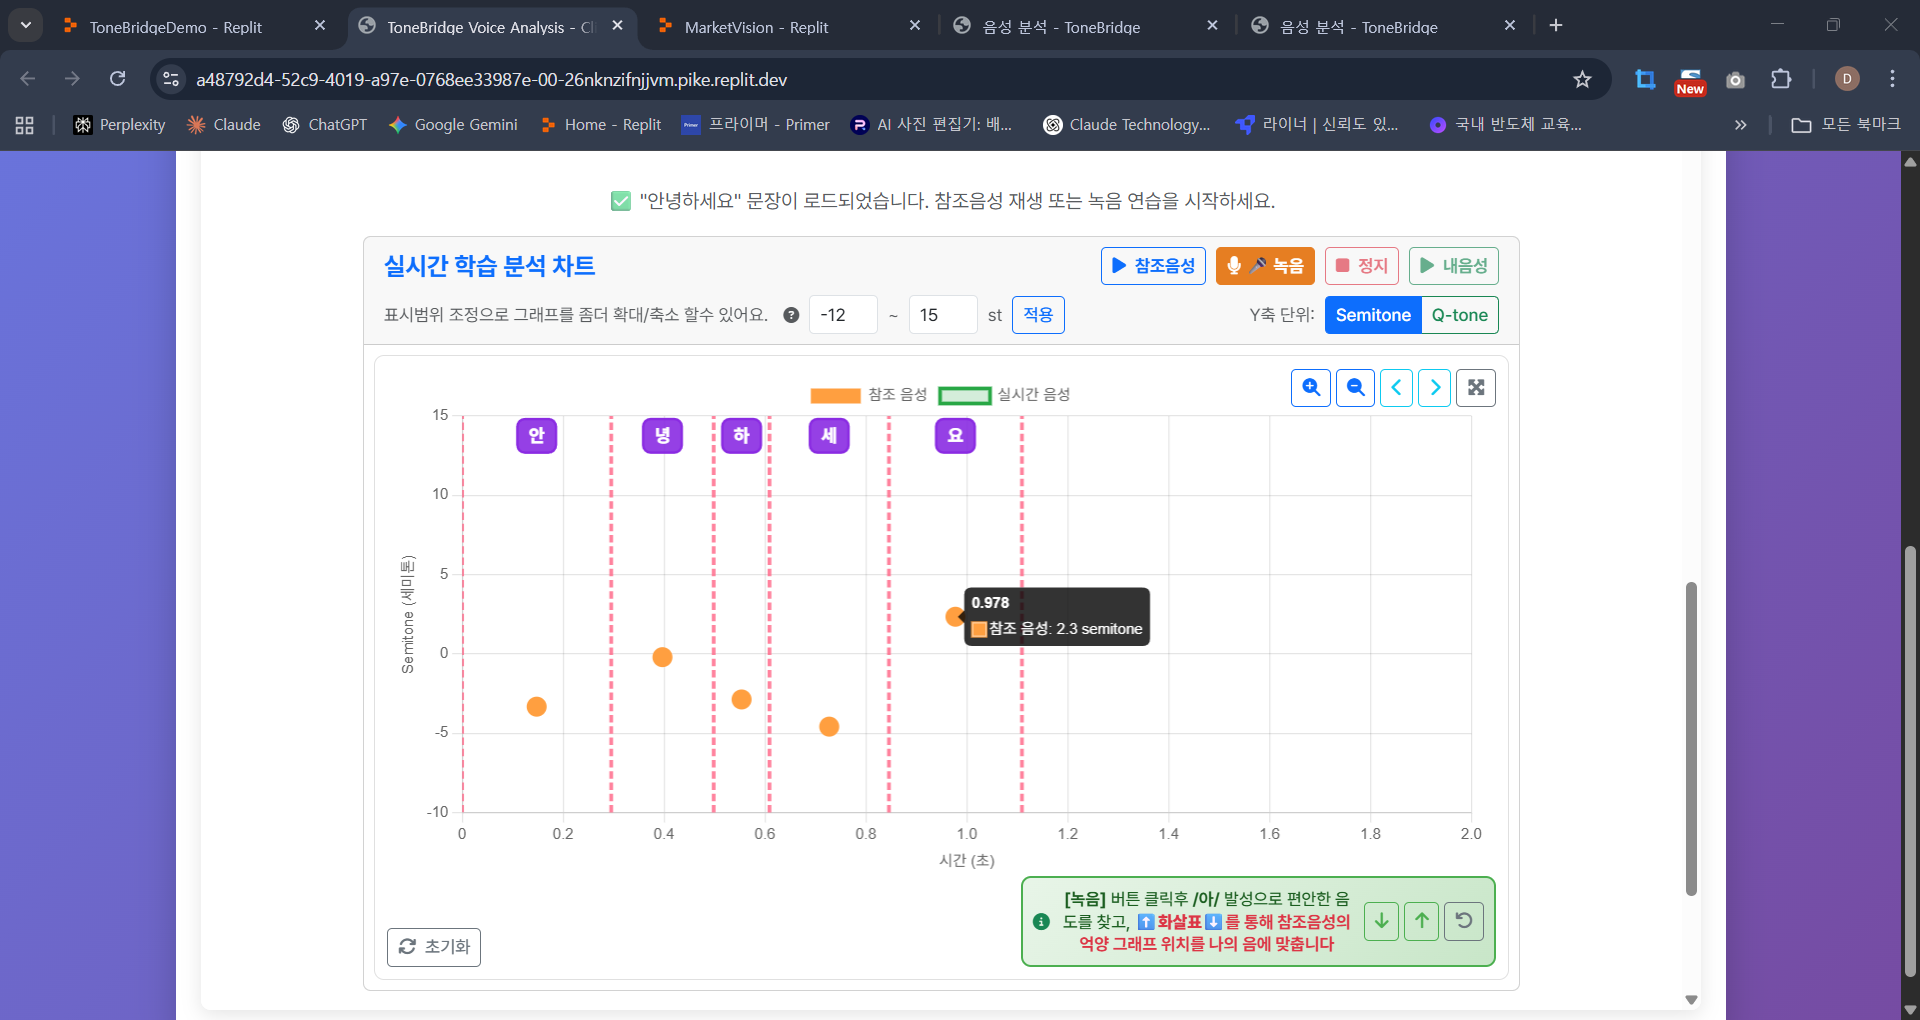 ToneBridgeDemo - Replit
ToneBridge Voice Analysis - Cli
MarketVision - Replit
음성 분석 - ToneBridge
음성 분석 - ToneBridge
a48792d4-52c9-4019-a97e-0768ee33987e-00-26nknzifnjjvm.pike.replit.dev
New
D
Perplexity
Claude
ChatGPT
Google Gemini
Home - Replit
Primer
프라이머 - Primer
AI 사진 편집기: 배...
Claude Technology...
라이너 | 신뢰도 있...
국내 반도체 교육...
모든 북마크
"안녕하세요" 문장이 로드되었습니다. 참조음성 재생 또는 녹음 연습을 시작하세요.
실시간 학습 분석 차트
참조음성
녹음
정지
내음성
표시범위 조정으로 그래프를 좀더 확대/축소 할수 있어요. ? -12 ~ 15 st 적용
Y축 단위: Semitone Q-tone
참조 음성
실시간 음성
안 녕 하 세 요
15
10
5
0
-5
-10
Semitone (세미톤)
0.978
참조 음성: 2.3 semitone
0 0.2 0.4 0.6 0.8 1.0 1.2 1.4 1.6 1.8 2.0
시간 (초)
[녹음] 버튼 클릭후 /아/ 발성으로 편안한 음
도를 찾고, ⬆️ 화살표 ⬇️ 를 통해 참조음성의
억양 그래프 위치를 나의 음에 맞춥니다
초기화